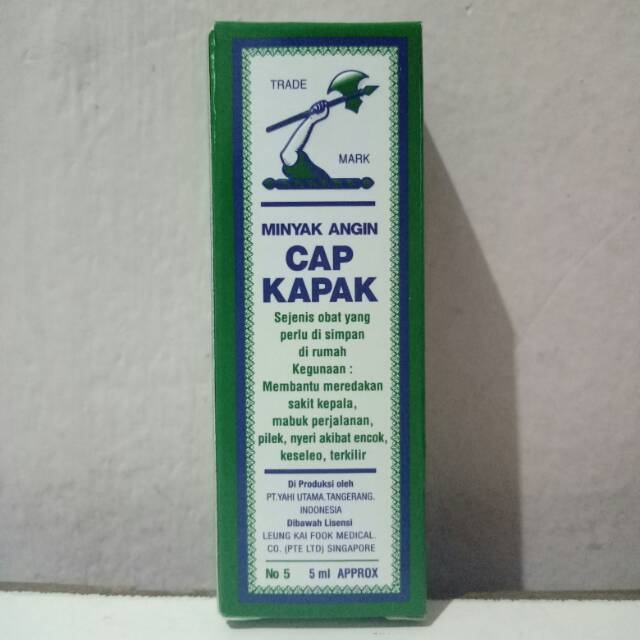 TRADE
MARK
MINYAK ANGIN
CAP
KAPAK
Sejenis obat yang
perlu di simpan
di rumah
Kegunaan :
Membantu meredakan
sakit kepala,
mabuk perjalanan,
pilek, nyeri akibat encok,
keseleo, terkilir
Di Produksi oleh
PT.YAHI UTAMA.TANGERANG.
INDONESIA
Dibawah Lisensi
LEUNG KAI FOOK MEDICAL.
CO. (PTE LTD) SINGAPORE
No 5 5 ml APPROX